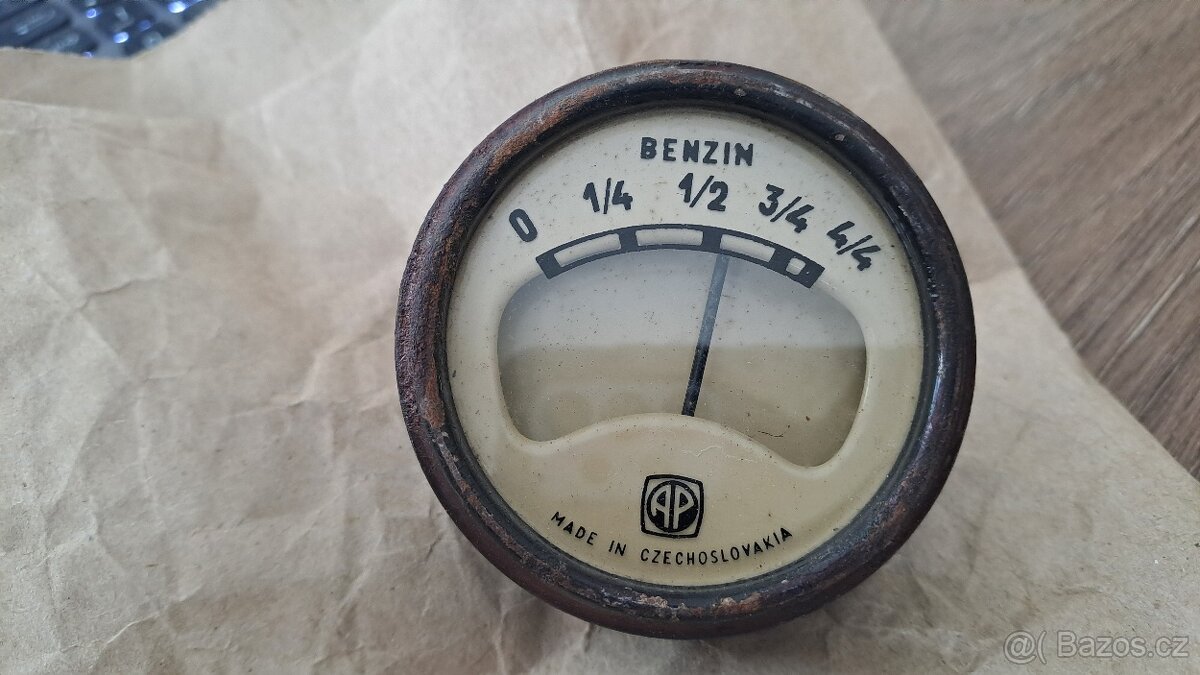 BENZIN
0 1/4 1/2 3/4 4/4
AP
MADE IN CZECHOSLOVAKIA
@( Bazos.cz